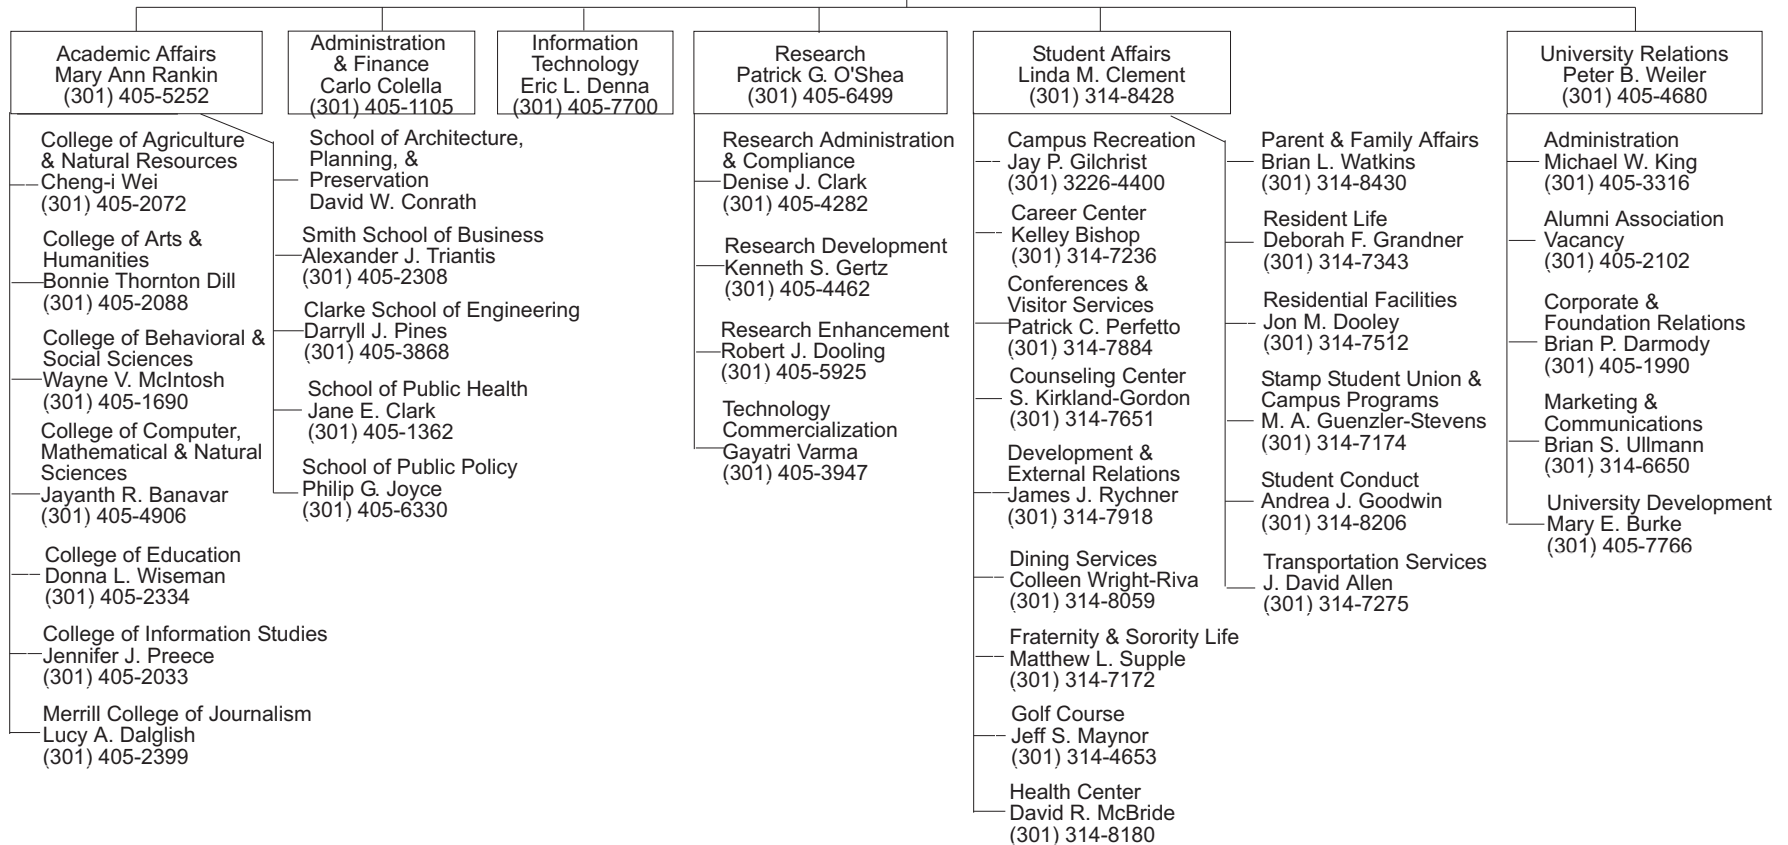 Academic Affairs
Mary Ann Rankin
(301) 405-5252
Administration
& Finance
Carlo Colella
(301) 405-1105
Information
Technology
Eric L. Denna
(301) 405-7700
Research
Patrick G. O'Shea
(301) 405-6499
Student Affairs
Linda M. Clement
(301) 314-8428
University Relations
Peter B. Weiler
(301) 405-4680
College of Agriculture
& Natural Resources
Cheng-i Wei
(301) 405-2072
College of Arts &
Humanities
Bonnie Thornton Dill
(301) 405-2088
College of Behavioral &
Social Sciences
Wayne V. McIntosh
(301) 405-1690
College of Computer,
Mathematical & Natural
Sciences
Jayanth R. Banavar
(301) 405-4906
College of Education
Donna L. Wiseman
(301) 405-2334
College of Information Studies
Jennifer J. Preece
(301) 405-2033
Merrill College of Journalism
Lucy A. Dalglish
(301) 405-2399
School of Architecture,
Planning, &
Preservation
David W. Conrath
Smith School of Business
Alexander J. Triantis
(301) 405-2308
Clarke School of Engineering
Darryll J. Pines
(301) 405-3868
School of Public Health
Jane E. Clark
(301) 405-1362
School of Public Policy
Philip G. Joyce
(301) 405-6330
Research Administration
& Compliance
Denise J. Clark
(301) 405-4282
Research Development
Kenneth S. Gertz
(301) 405-4462
Research Enhancement
Robert J. Dooling
(301) 405-5925
Technology
Commercialization
Gayatri Varma
(301) 405-3947
Campus Recreation
Jay P. Gilchrist
(301) 3226-4400
Career Center
Kelley Bishop
(301) 314-7236
Conferences &
Visitor Services
Patrick C. Perfetto
(301) 314-7884
Counseling Center
S. Kirkland-Gordon
(301) 314-7651
Development &
External Relations
James J. Rychner
(301) 314-7918
Dining Services
Colleen Wright-Riva
(301) 314-8059
Fraternity & Sorority Life
Matthew L. Supple
(301) 314-7172
Golf Course
Jeff S. Maynor
(301) 314-4653
Health Center
David R. McBride
(301) 314-8180
Parent & Family Affairs
Brian L. Watkins
(301) 314-8430
Resident Life
Deborah F. Grandner
(301) 314-7343
Residential Facilities
Jon M. Dooley
(301) 314-7512
Stamp Student Union &
Campus Programs
M. A. Guenzler-Stevens
(301) 314-7174
Student Conduct
Andrea J. Goodwin
(301) 314-8206
Transportation Services
J. David Allen
(301) 314-7275
Administration
Michael W. King
(301) 405-3316
Alumni Association
Vacancy
(301) 405-2102
Corporate &
Foundation Relations
Brian P. Darmody
(301) 405-1990
Marketing &
Communications
Brian S. Ullmann
(301) 314-6650
University Development
Mary E. Burke
(301) 405-7766